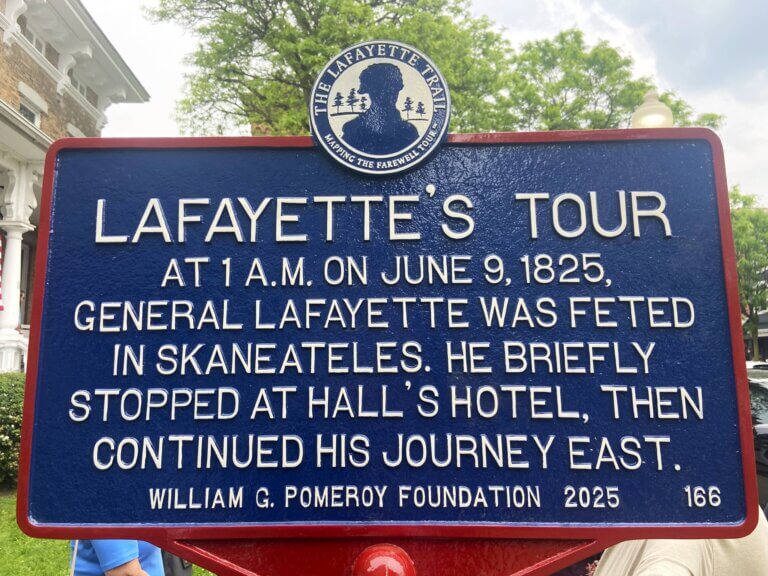 THE LAFAYETTE TRAIL
MAPPING THE FAREWELL TOUR
LAFAYETTE'S TOUR
AT 1 A.M. ON JUNE 9, 1825,
GENERAL LAFAYETTE WAS FETED
IN SKANEATELES. HE BRIEFLY
STOPPED AT HALL'S HOTEL, THEN
CONTINUED HIS JOURNEY EAST.
WILLIAM G. POMEROY FOUNDATION 2025 166